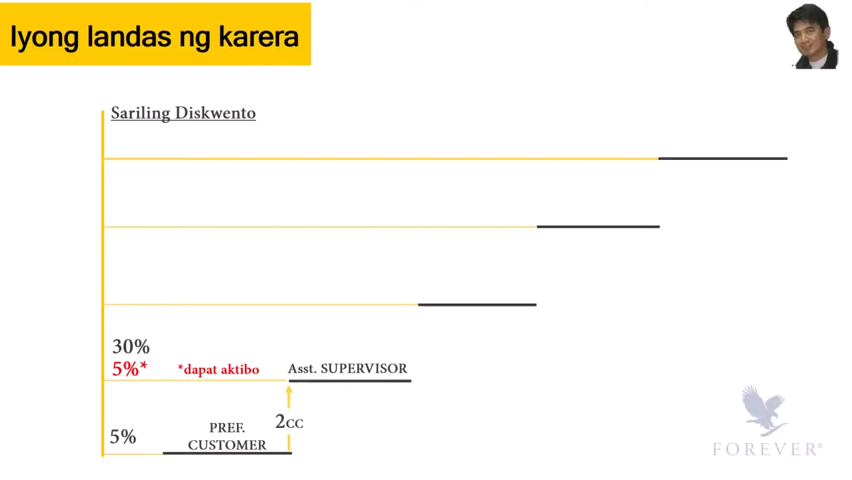 Iyong landas ng karera
Sariling Diskwento
30%
5%* *dapat aktibo Asst. SUPERVISOR
2CC
5% PREF.
CUSTOMER
FOREVER®